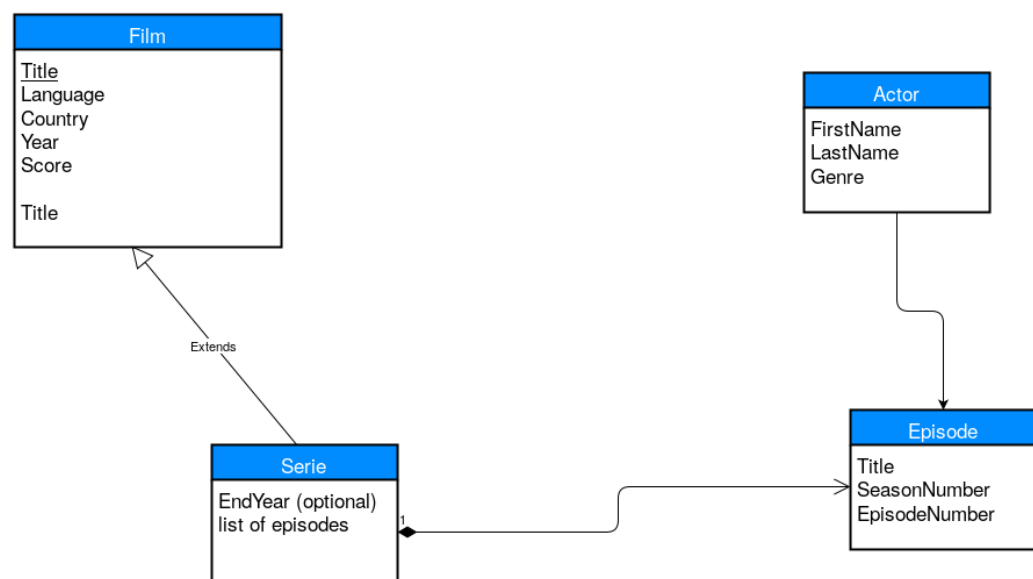 Film
Title
Language
Country
Year
Score
Title
Actor
FirstName
LastName
Genre
Extends
Serie
EndYear (optional)
list of episodes
1
Episode
Title
SeasonNumber
EpisodeNumber